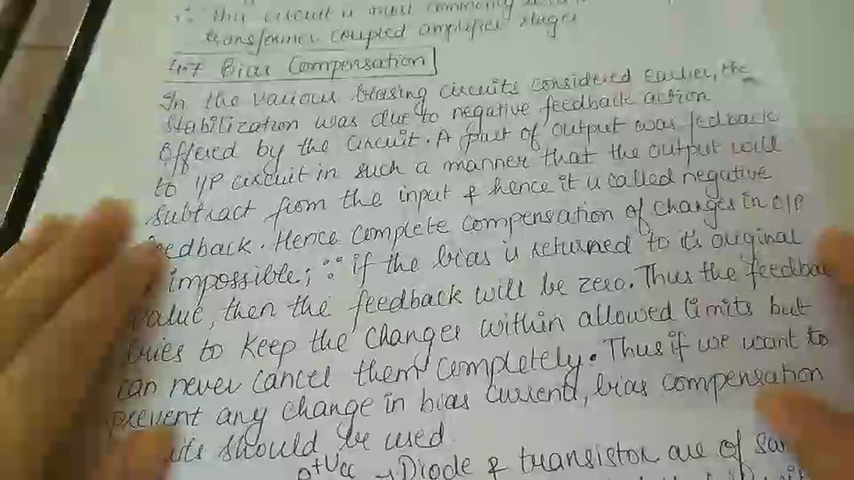 ∴ This circuit is most commonly
transformer coupled amplifier stages
4.7 Bias Compensation
In the various biasing circuits considered Earlier, the
stabilization was due to negative feedback action
offered by the circuit. A part of output was fedback
to I/P circuit in such a manner that the output will
subtract from the input & hence it is called negative
feedback. Hence complete compensation of changes in O/P
impossible; ∵ if the bias is returned to its original
value, then the feedback will be zero. Thus the feedba
tries to keep the changes within allowed limits but
can never cancel them completely. Thus if we want to
prevent any change in bias currents, bias compensation
should be used.
+Vcc → Diode & transistor are of